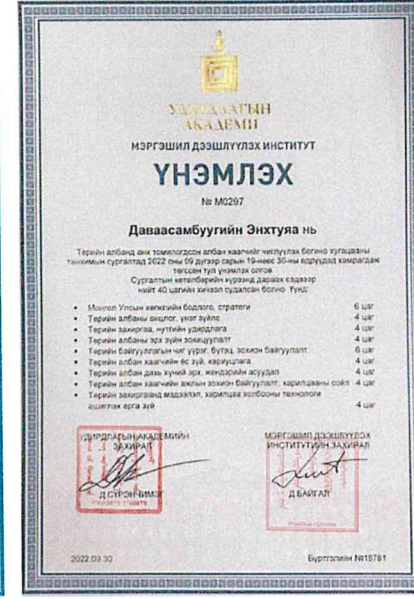 УДИРДЛАГЫН
АКАДЕМИ
МЭРГЭШИЛ ДЭЭШЛҮҮЛЭХ ИНСТИТУТ
ҮНЭМЛЭХ
№ М0297
Даваасамбуугийн Энхтуяа нь
Төрийн албанд анх томилогдсон албан хаагчийг чиглүүлэх богино хугацааны
танхимын сургалтад 2022 оны 09 дүгээр сарын 19-нөөс 30-ны өдрүүдэд хамрагдаж
төгссөн тул үнэмлэх олгов.
Сургалтын хөтөлбөрийн хүрээнд дараах сэдвээр
нийт 40 цагийн хичээл судалсан болно. Үүнд:
• Монгол Улсын хөгжлийн бодлого, стратеги 6 цаг
• Төрийн албаны онцлог, үнэт зүйлс 4 цаг
• Төрийн захиргаа, нутгийн удирдлага 4 цаг
• Төрийн албаны эрх зүйн зохицуулалт 4 цаг
• Төрийн байгууллагын чиг үүрэг, бүтэц, зохион байгуулалт 6 цаг
• Төрийн албан хаагчийн ёс зүй, хариуцлага 4 цаг
• Төрийн албан дахь хүний эрх, жендэрийн асуудал 4 цаг
• Төрийн албан хаагчийн ажлын зохион байгуулалт, харилцааны соёл 4 цаг
• Төрийн захиргаанд мэдээлэл, харилцаа холбооны технологи
ашиглах арга зүй 4 цаг
УДИРДЛАГЫН АКАДЕМИЙН
ЗАХИРАЛ
Д.СҮРЭНЧИМЭГ
МЭРГЭШИЛ ДЭЭШЛҮҮЛЭХ
ИНСТИТУТИЙН ЗАХИРАЛ
Д.БАЙГАЛ
2022.09.30
Бүртгэлийн №16781